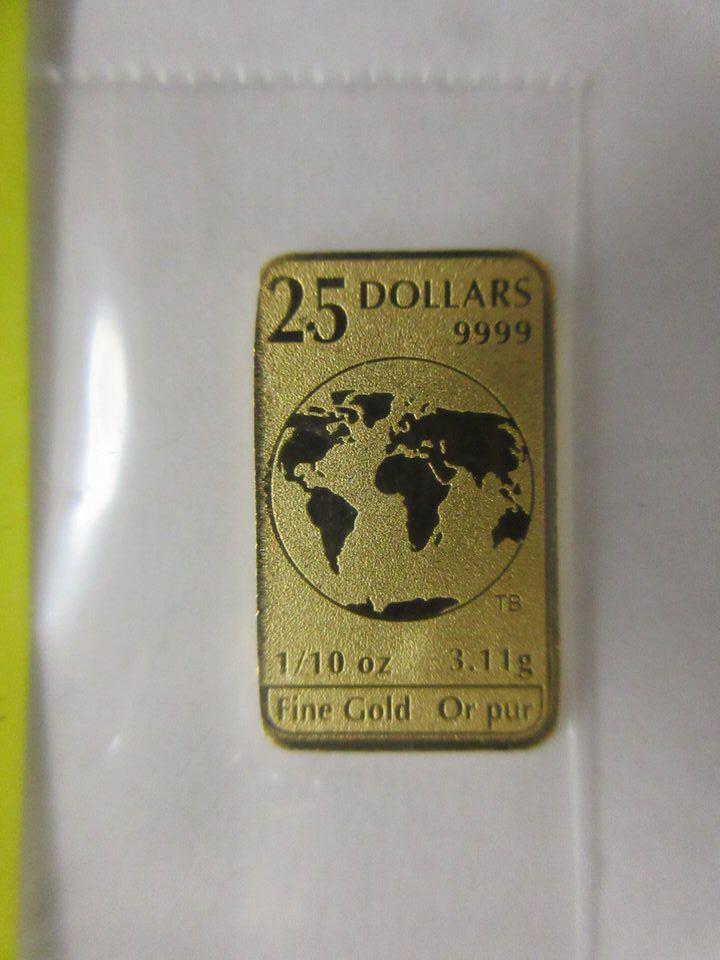 25 DOLLARS
9999
TB
1/10 oz 3.11g
Fine Gold Or pur